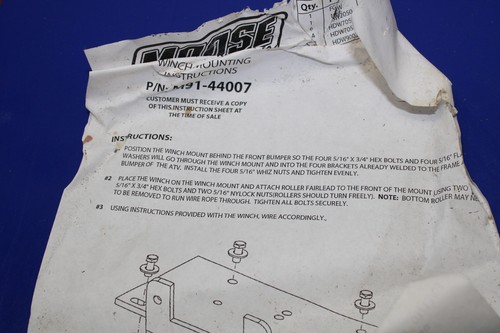 MOOSE
WINCH MOUNTING
INSTRUCTIONS
P/N: M91-44007
CUSTOMER MUST RECEIVE A COPY
OF THIS INSTRUCTION SHEET AT
THE TIME OF SALE
Qty.
INSTRUCTIONS:
POSITION THE WINCH MOUNT BEHIND THE FRONT BUMPER SO THE FOUR 5/16" X 3/4" HEX BOLTS AND FOUR 5/16" FLA
WASHERS WILL GO THROUGH THE WINCH MOUNT AND INTO THE FOUR BRACKETS ALREADY WELDED TO THE FRAME
BUMPER OF THE ATV. INSTALL THE FOUR 5/16" WHZ NUTS AND TIGHTEN EVENLY.
#2 PLACE THE WINCH ON THE WINCH MOUNT AND ATTACH ROLLER FAIRLEAD TO THE FRONT OF THE MOUNT USING TWO
5/16" X 3/4" HEX BOLTS AND TWO 5/16" NYLOCK NUTS(ROLLERS SHOULD TURN FREELY). NOTE: BOTTOM ROLLER MAY NE
TO BE REMOVED TO RUN WIRE ROPE THROUGH. TIGHTEN ALL BOLTS SECURELY.
#3 USING INSTRUCTIONS PROVIDED WITH THE WINCH, WIRE ACCORDINGLY.